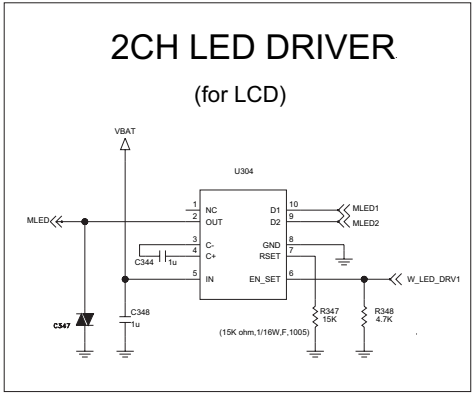 2CH LED DRIVER
(for LCD)
VBAT
U304
1 NC D1 10 MLED1
MLED 2 OUT D2 9 MLED2
3 C- GND 8
C344 1u 4 C+ RSET 7
5 IN EN_SET 6 W_LED_DRV1
C347
C348
1u
R347
15K
R348
4.7K
(15K ohm,1/16W,F,1005)